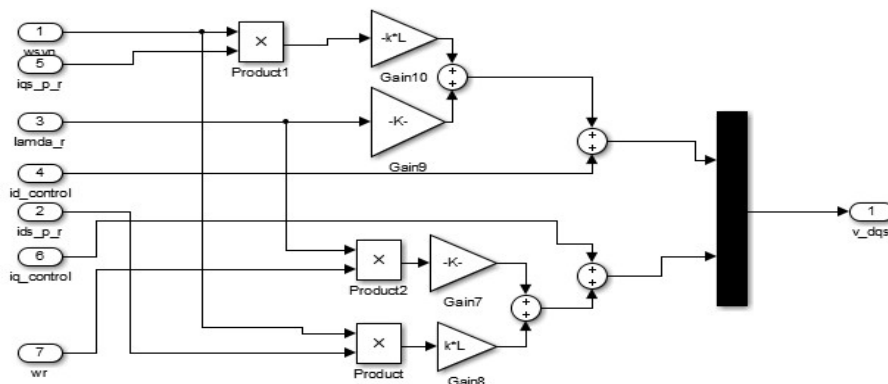 1
wsyn
5
iqs_p_r
×
Product1
-k*L
Gain10
+
+
3
lamda_r
-K-
Gain9
+
+
4
id_control
2
ids_p_r
6
iq_control
×
Product2
-K-
Gain7
+
+
+
+
1
v_dqs
7
wr
×
Product
k*L
Gain8